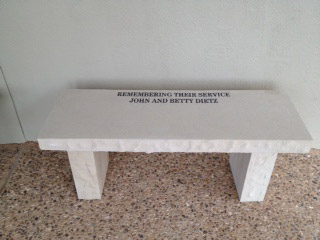 REMEMBERING THEIR SERVICE
JOHN AND BETTY DIETZ